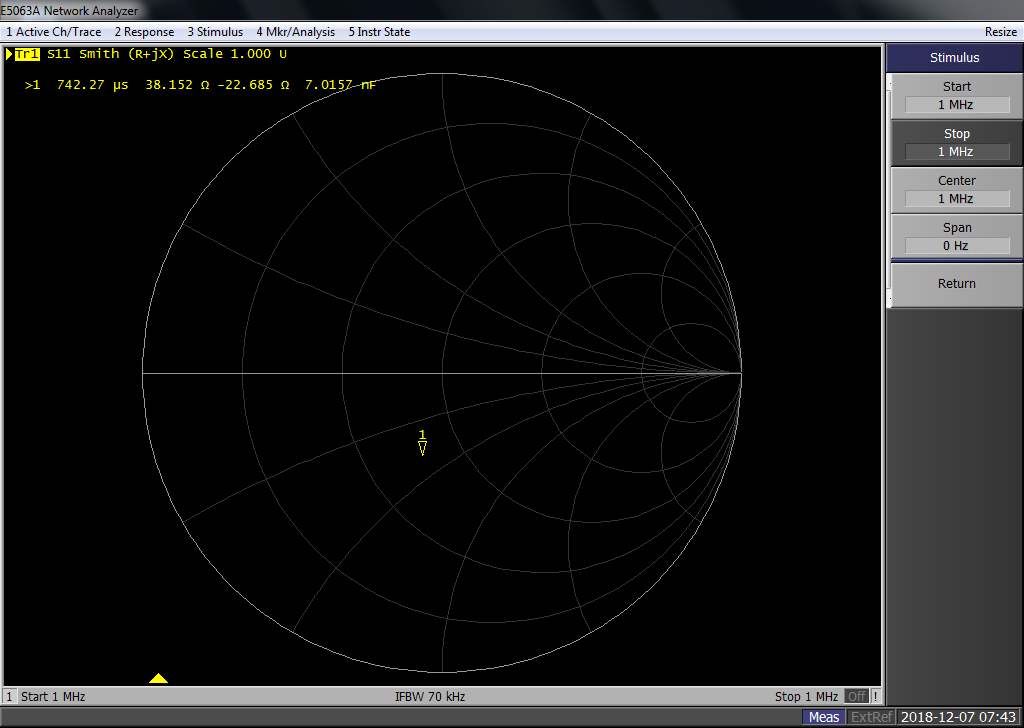 E5063A Network Analyzer
1 Active Ch/Trace 2 Response 3 Stimulus 4 Mkr/Analysis 5 Instr State Resize
Tr1 S11 Smith (R+jX) Scale 1.000 U
>1 742.27 µs 38.152 Ω -22.685 Ω 7.0157 nF
1
Stimulus
Start
1 MHz
Stop
1 MHz
Center
1 MHz
Span
0 Hz
Return
1 Start 1 MHz IFBW 70 kHz Stop 1 MHz Off !
Meas ExtRef 2018-12-07 07:43